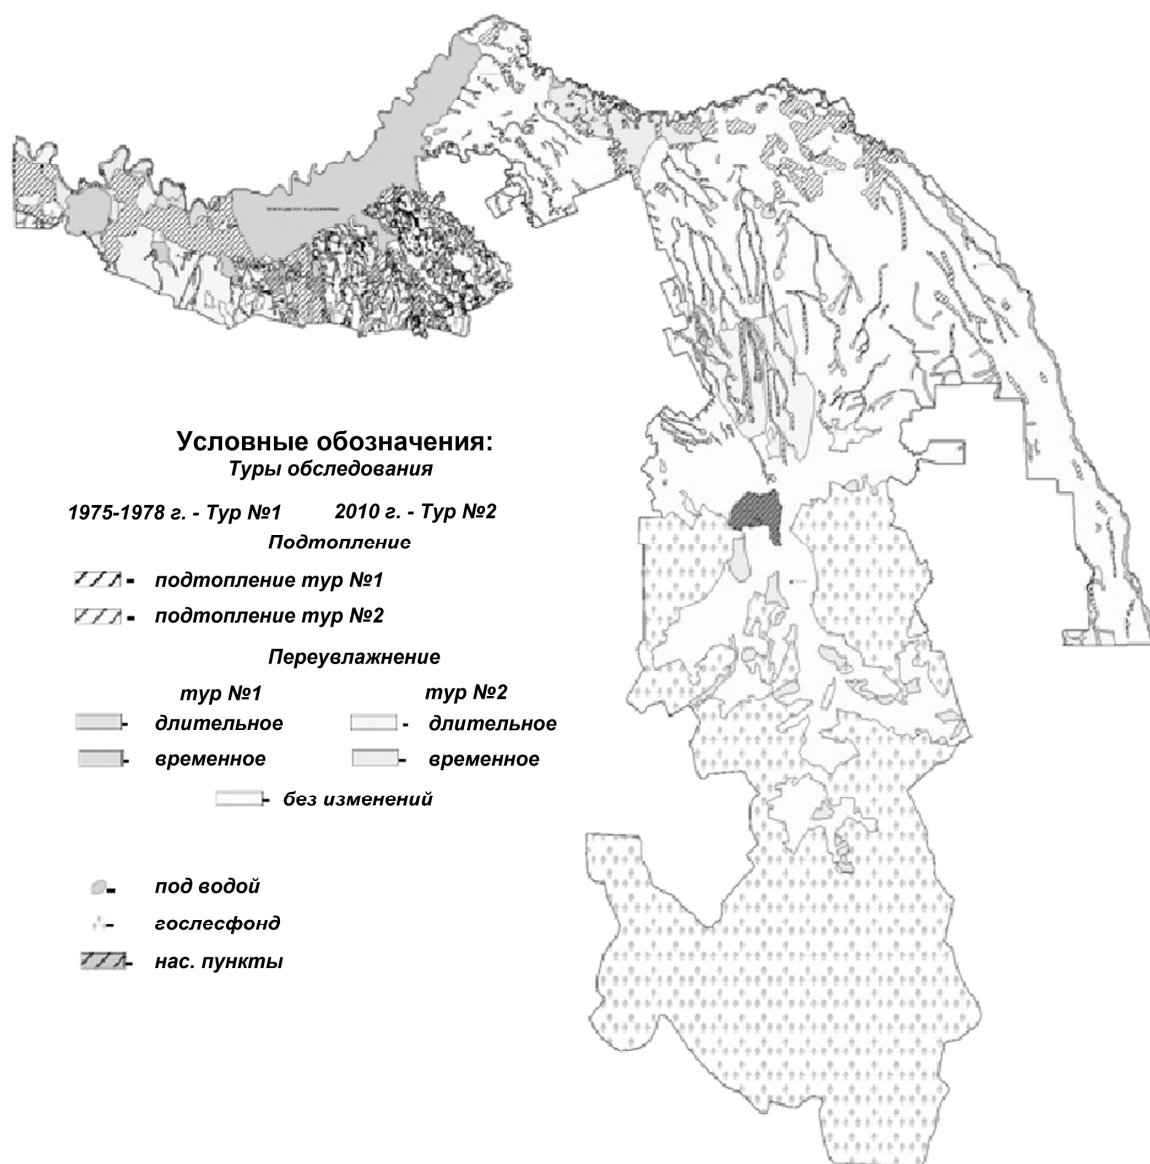 Условные обозначения:
Туры обследования
1975-1978 г. - Тур №1 2010 г. - Тур №2
Подтопление
подтопление тур №1
подтопление тур №2
Переувлажнение
тур №1 тур №2
длительное длительное
временное временное
без изменений
под водой
гослесфонд
нас. пункты